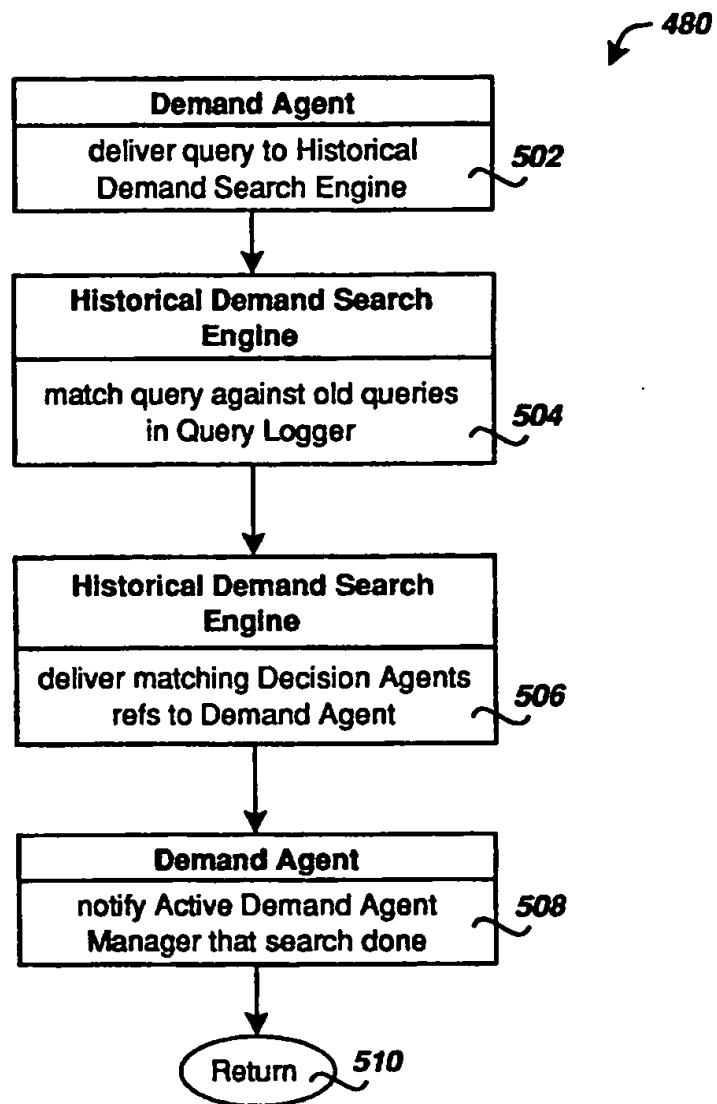 480
Demand Agent
deliver query to Historical
Demand Search Engine
502
Historical Demand Search
Engine
match query against old queries
in Query Logger
504
Historical Demand Search
Engine
deliver matching Decision Agents
refs to Demand Agent
506
Demand Agent
notify Active Demand Agent
Manager that search done
508
Return
510